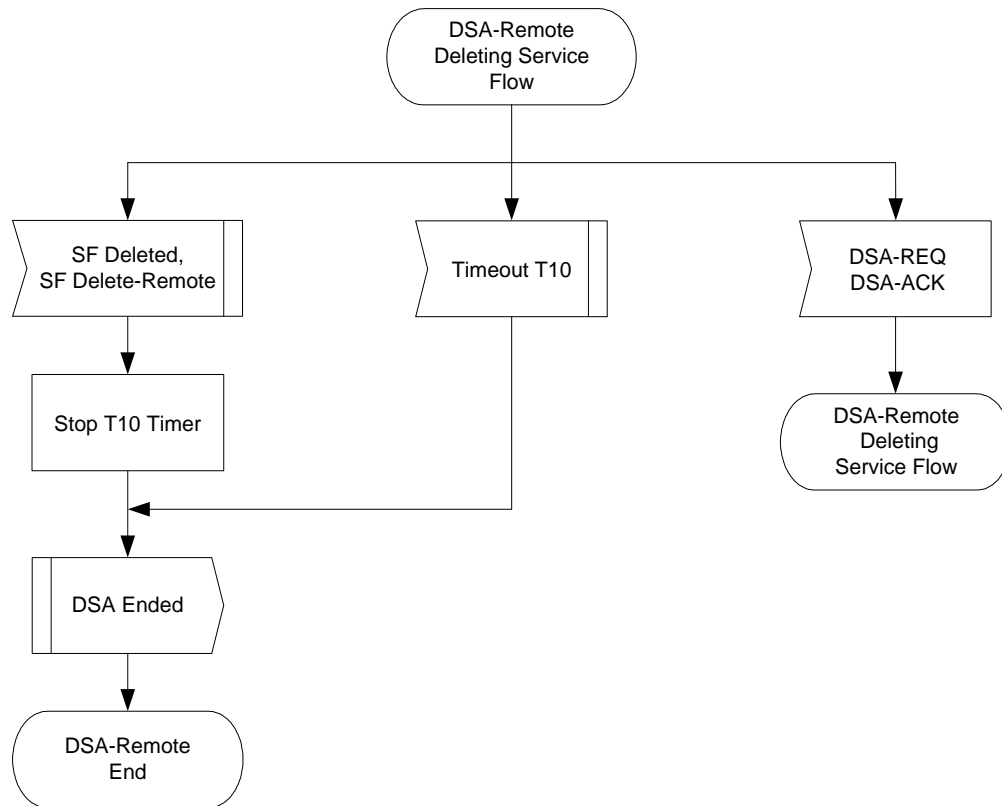 DSA-Remote
Deleting Service
Flow
SF Deleted,
SF Delete-Remote
Timeout T10
DSA-REQ
DSA-ACK
Stop T10 Timer
DSA-Remote
Deleting
Service Flow
DSA Ended
DSA-Remote
End